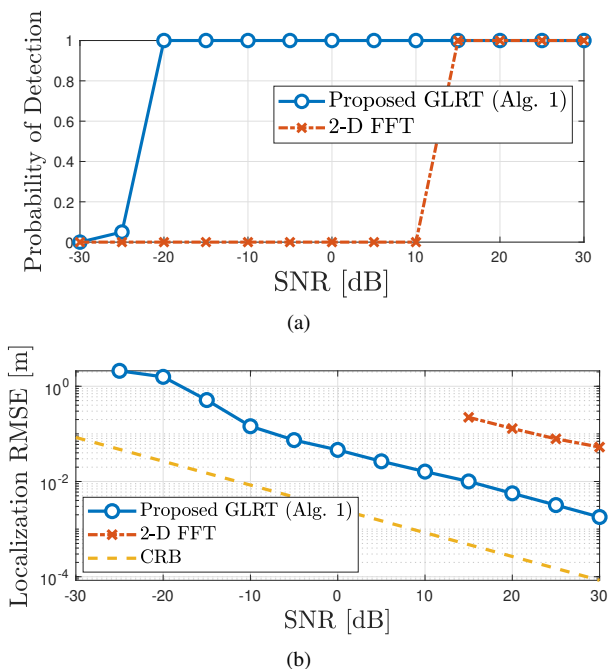 1
0.8
0.6
0.4
0.2
0
Probability of Detection
Proposed GLRT (Alg. 1)
2-D FFT
-30 -20 -10 0 10 20 30
SNR [dB]
(a)
10^0
10^-2
10^-4
Localization RMSE [m]
Proposed GLRT (Alg. 1)
2-D FFT
CRB
-30 -20 -10 0 10 20 30
SNR [dB]
(b)